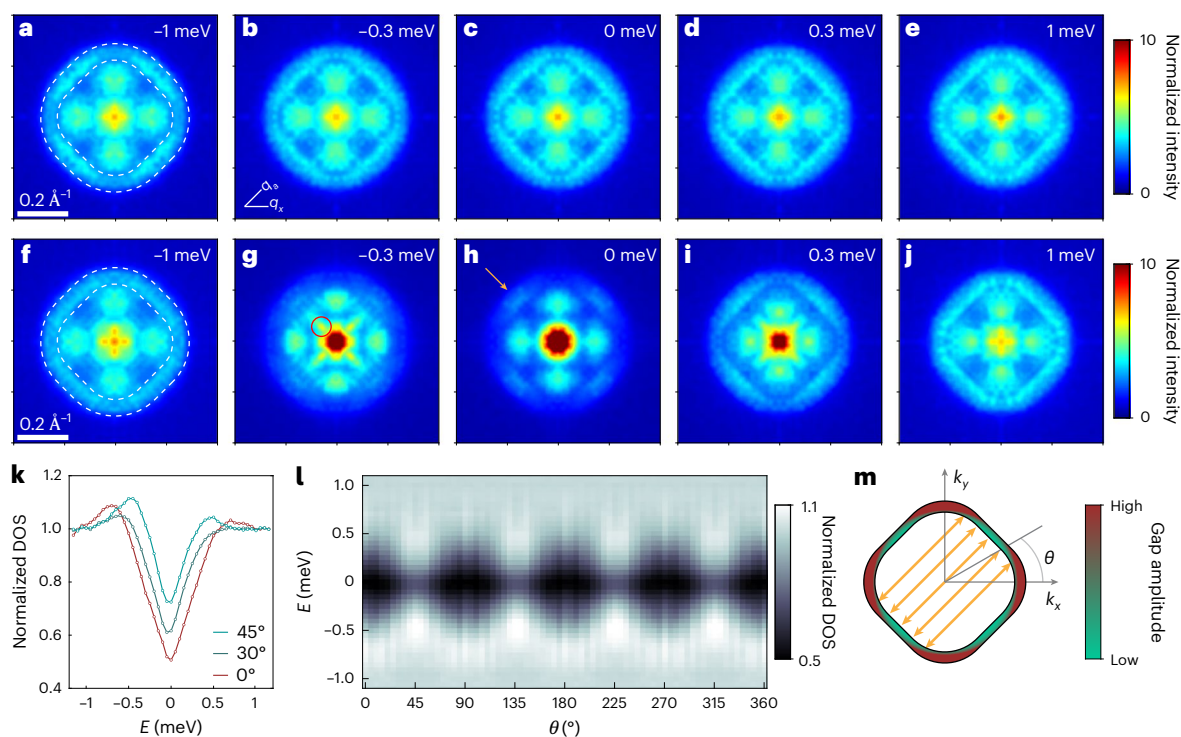 a
−1 meV
b
−0.3 meV
c
0 meV
d
0.3 meV
e
1 meV
10
0
Normalized intensity
0.2 Å⁻¹
qₐ
qₓ
f
−1 meV
g
−0.3 meV
h
0 meV
i
0.3 meV
j
1 meV
10
0
Normalized intensity
0.2 Å⁻¹
k
1.2
1.0
0.8
0.6
0.4
Normalized DOS
45°
30°
0°
−1
−0.5
0
0.5
1
E (meV)
l
1.0
0.5
0
−0.5
−1.0
E (meV)
0
45
90
135
180
225
270
315
360
θ (°)
1.1
0.5
Normalized DOS
m
k_y
k_x
θ
High
Low
Gap amplitude